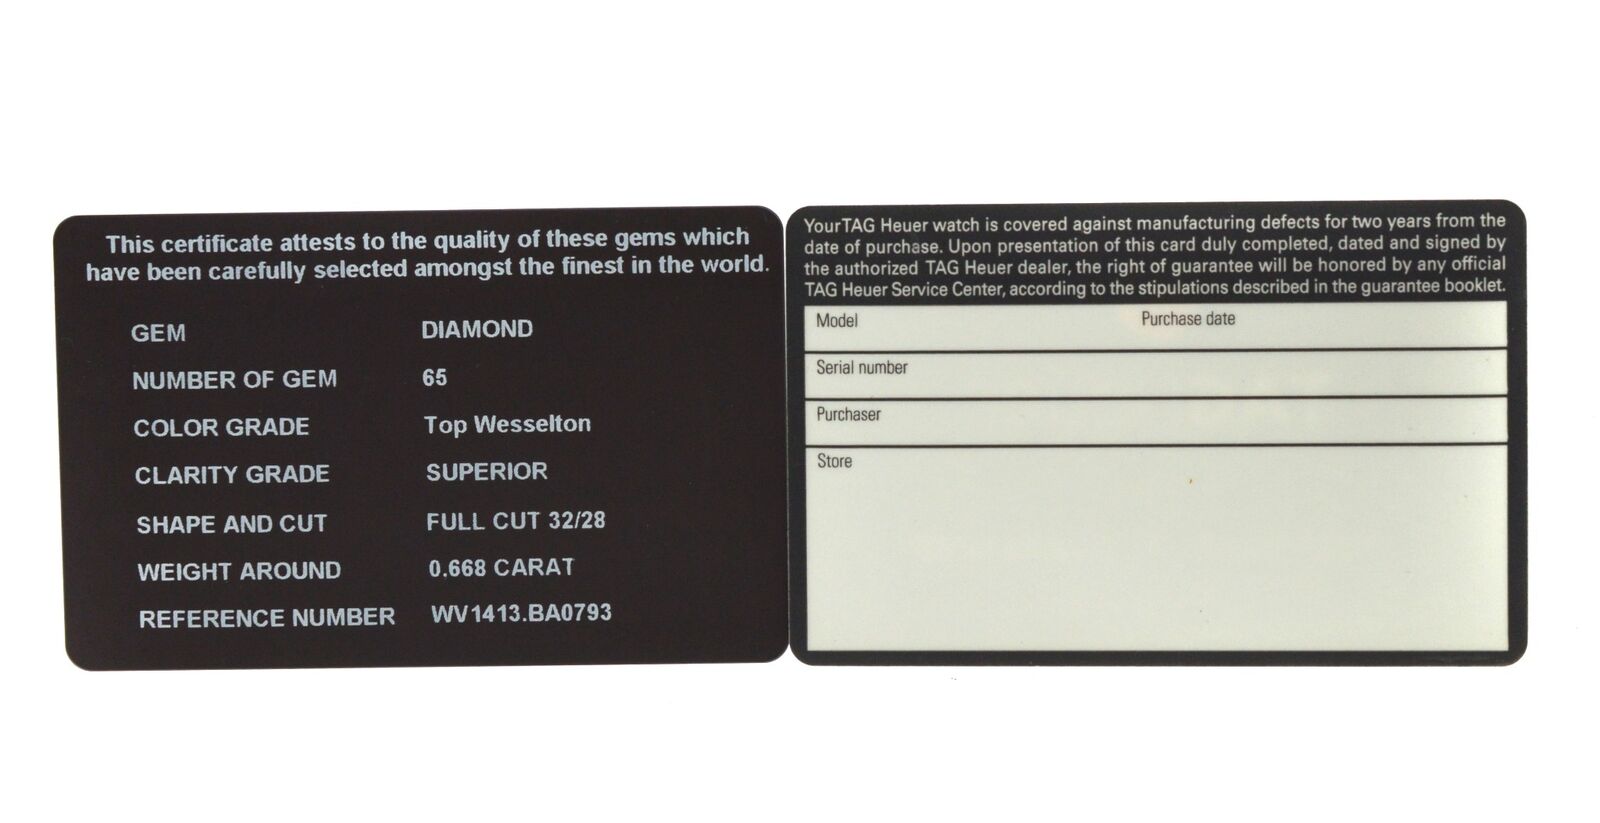 This certificate attests to the quality of these gems which
have been carefully selected amongst the finest in the world.
GEM DIAMOND
NUMBER OF GEM 65
COLOR GRADE Top Wesselton
CLARITY GRADE SUPERIOR
SHAPE AND CUT FULL CUT 32/28
WEIGHT AROUND 0.668 CARAT
REFERENCE NUMBER WV1413.BA0793
Your TAG Heuer watch is covered against manufacturing defects for two years from the
date of purchase. Upon presentation of this card duly completed, dated and signed by
the authorized TAG Heuer dealer, the right of guarantee will be honored by any official
TAG Heuer Service Center, according to the stipulations described in the guarantee booklet.
Model Purchase date
Serial number
Purchaser
Store